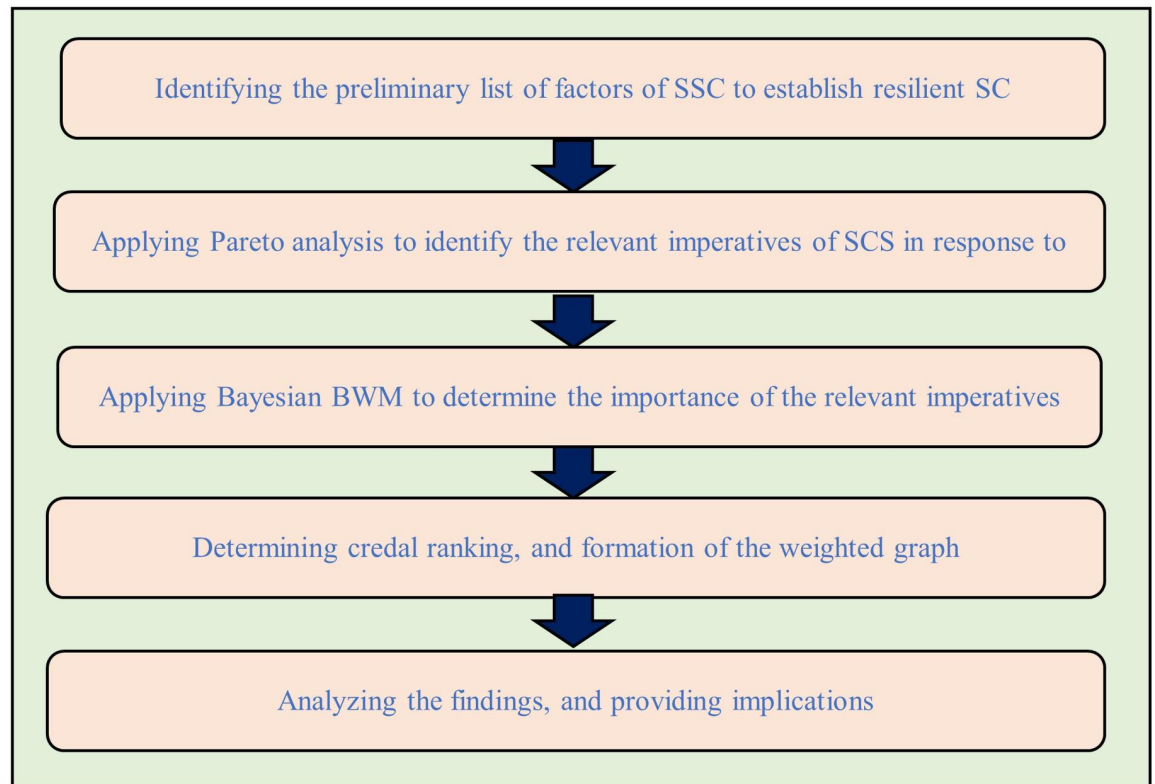 Identifying the preliminary list of factors of SSC to establish resilient SC
Applying Pareto analysis to identify the relevant imperatives of SCS in response to
Applying Bayesian BWM to determine the importance of the relevant imperatives
Determining credal ranking, and formation of the weighted graph
Analyzing the findings, and providing implications